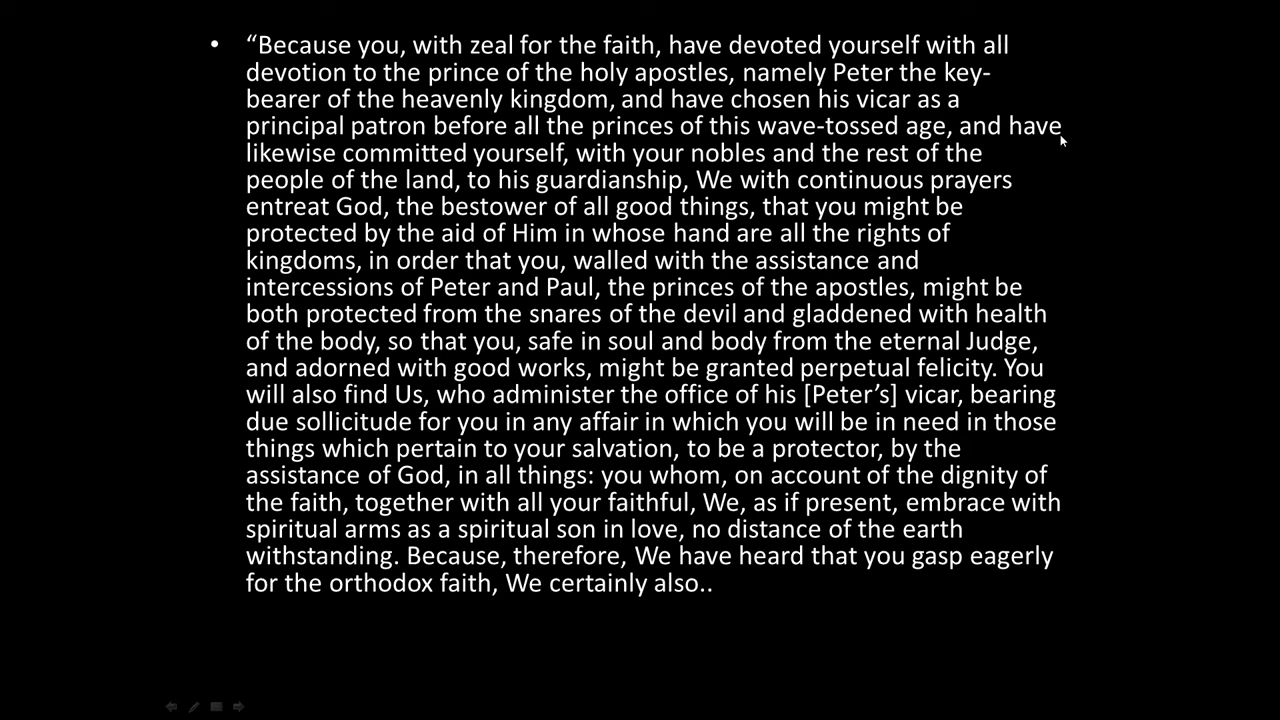 • “Because you, with zeal for the faith, have devoted yourself with all
devotion to the prince of the holy apostles, namely Peter the key-
bearer of the heavenly kingdom, and have chosen his vicar as a
principal patron before all the princes of this wave-tossed age, and have
likewise committed yourself, with your nobles and the rest of the
people of the land, to his guardianship, We with continuous prayers
entreat God, the bestower of all good things, that you might be
protected by the aid of Him in whose hand are all the rights of
kingdoms, in order that you, walled with the assistance and
intercessions of Peter and Paul, the princes of the apostles, might be
both protected from the snares of the devil and gladdened with health
of the body, so that you, safe in soul and body from the eternal Judge,
and adorned with good works, might be granted perpetual felicity. You
will also find Us, who administer the office of his [Peter’s] vicar, bearing
due sollicitude for you in any affair in which you will be in need in those
things which pertain to your salvation, to be a protector, by the
assistance of God, in all things: you whom, on account of the dignity of
the faith, together with all your faithful, We, as if present, embrace with
spiritual arms as a spiritual son in love, no distance of the earth
withstanding. Because, therefore, We have heard that you gasp eagerly
for the orthodox faith, We certainly also..